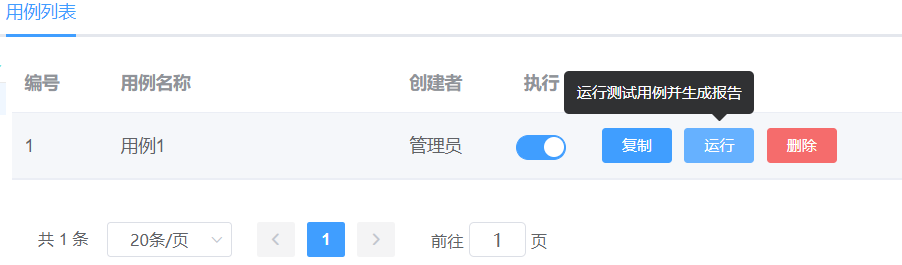 用例列表
编号 用例名称 创建者 执行
运行测试用例并生成报告
1 用例1 管理员 复制 运行 删除
共 1 条 20条/页 1 前往 1 页